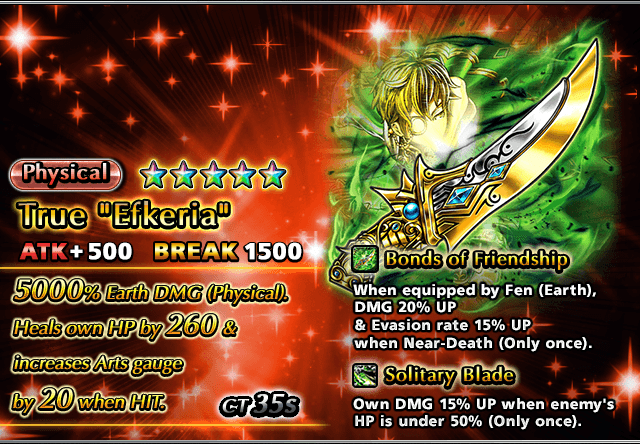 Physical
True "Efkeria"
ATK+500 BREAK 1500
5000% Earth DMG (Physical).
Heals own HP by 260 &
increases Arts gauge
by 20 when HIT.
CT 35s
Bonds of Friendship
When equipped by Fen (Earth),
DMG 20% UP
& Evasion rate 15% UP
when Near-Death (Only once).
Solitary Blade
Own DMG 15% UP when enemy's
HP is under 50% (Only once).